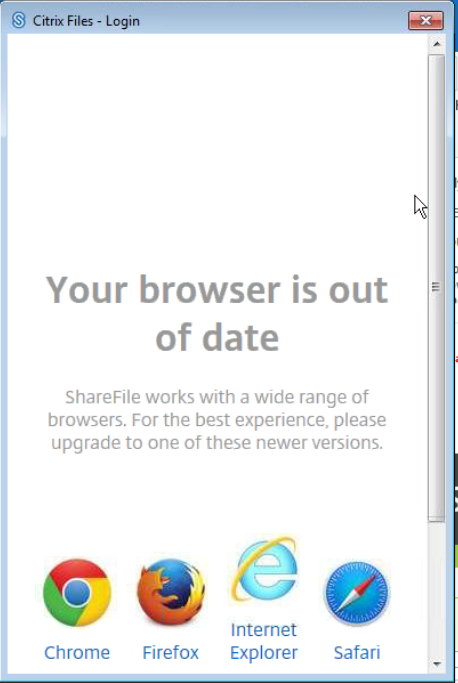 Citrix Files - Login
Your browser is out
of date
ShareFile works with a wide range of
browsers. For the best experience, please
upgrade to one of these newer versions.
Chrome
Firefox
Internet
Explorer
Safari